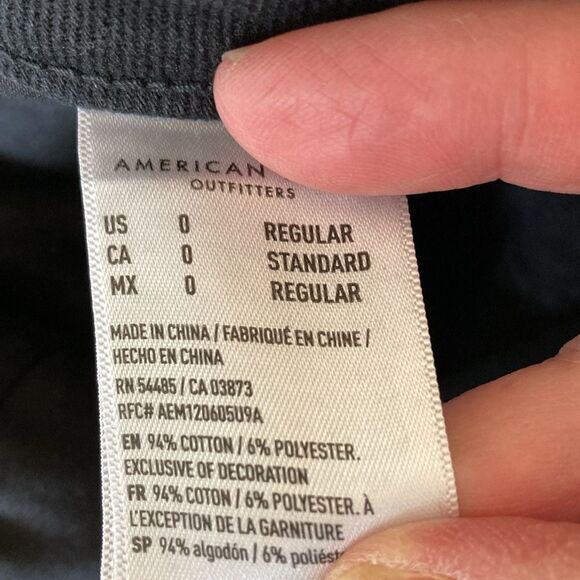 AMERICAN
OUTFITTERS
US 0 REGULAR
CA 0 STANDARD
MX 0 REGULAR
MADE IN CHINA / FABRIQUÉ EN CHINE /
HECHO EN CHINA
RN 54485 / CA 03873
RFC# AEM120605U9A
EN 94% COTTON / 6% POLYESTER.
EXCLUSIVE OF DECORATION
FR 94% COTON / 6% POLYESTER. À
L'EXCEPTION DE LA GARNITURE
SP 94% algodón / 6%